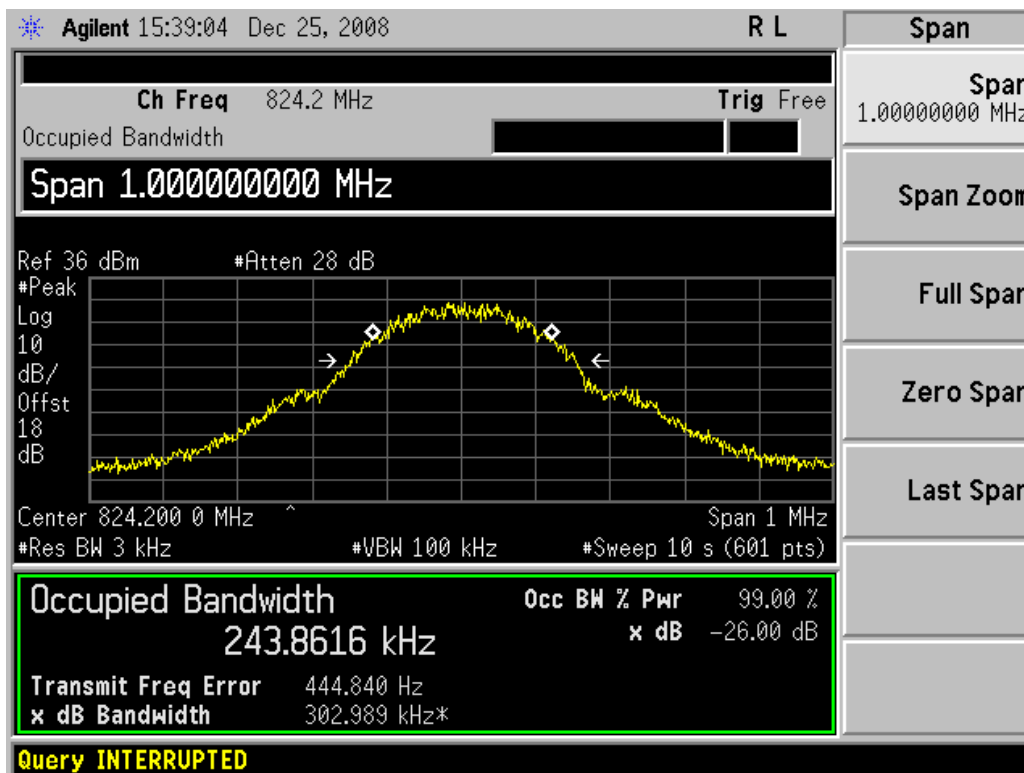 Agilent 15:39:04 Dec 25, 2008 R L
Span
Ch Freq 824.2 MHz Trig Free
Occupied Bandwidth
Span 1.000000000 MHz
Ref 36 dBm #Atten 28 dB
#Peak
Log
10
dB/
Offst
18
dB
Center 824.200 0 MHz ^ Span 1 MHz
#Res BW 3 kHz #VBW 100 kHz #Sweep 10 s (601 pts)
Occupied Bandwidth
243.8616 kHz
Occ BW % Pwr 99.00 %
x dB -26.00 dB
Transmit Freq Error 444.840 Hz
x dB Bandwidth 302.989 kHz*
Query INTERRUPTED
Span
1.00000000 MHz
Span Zoom
Full Span
Zero Span
Last Span